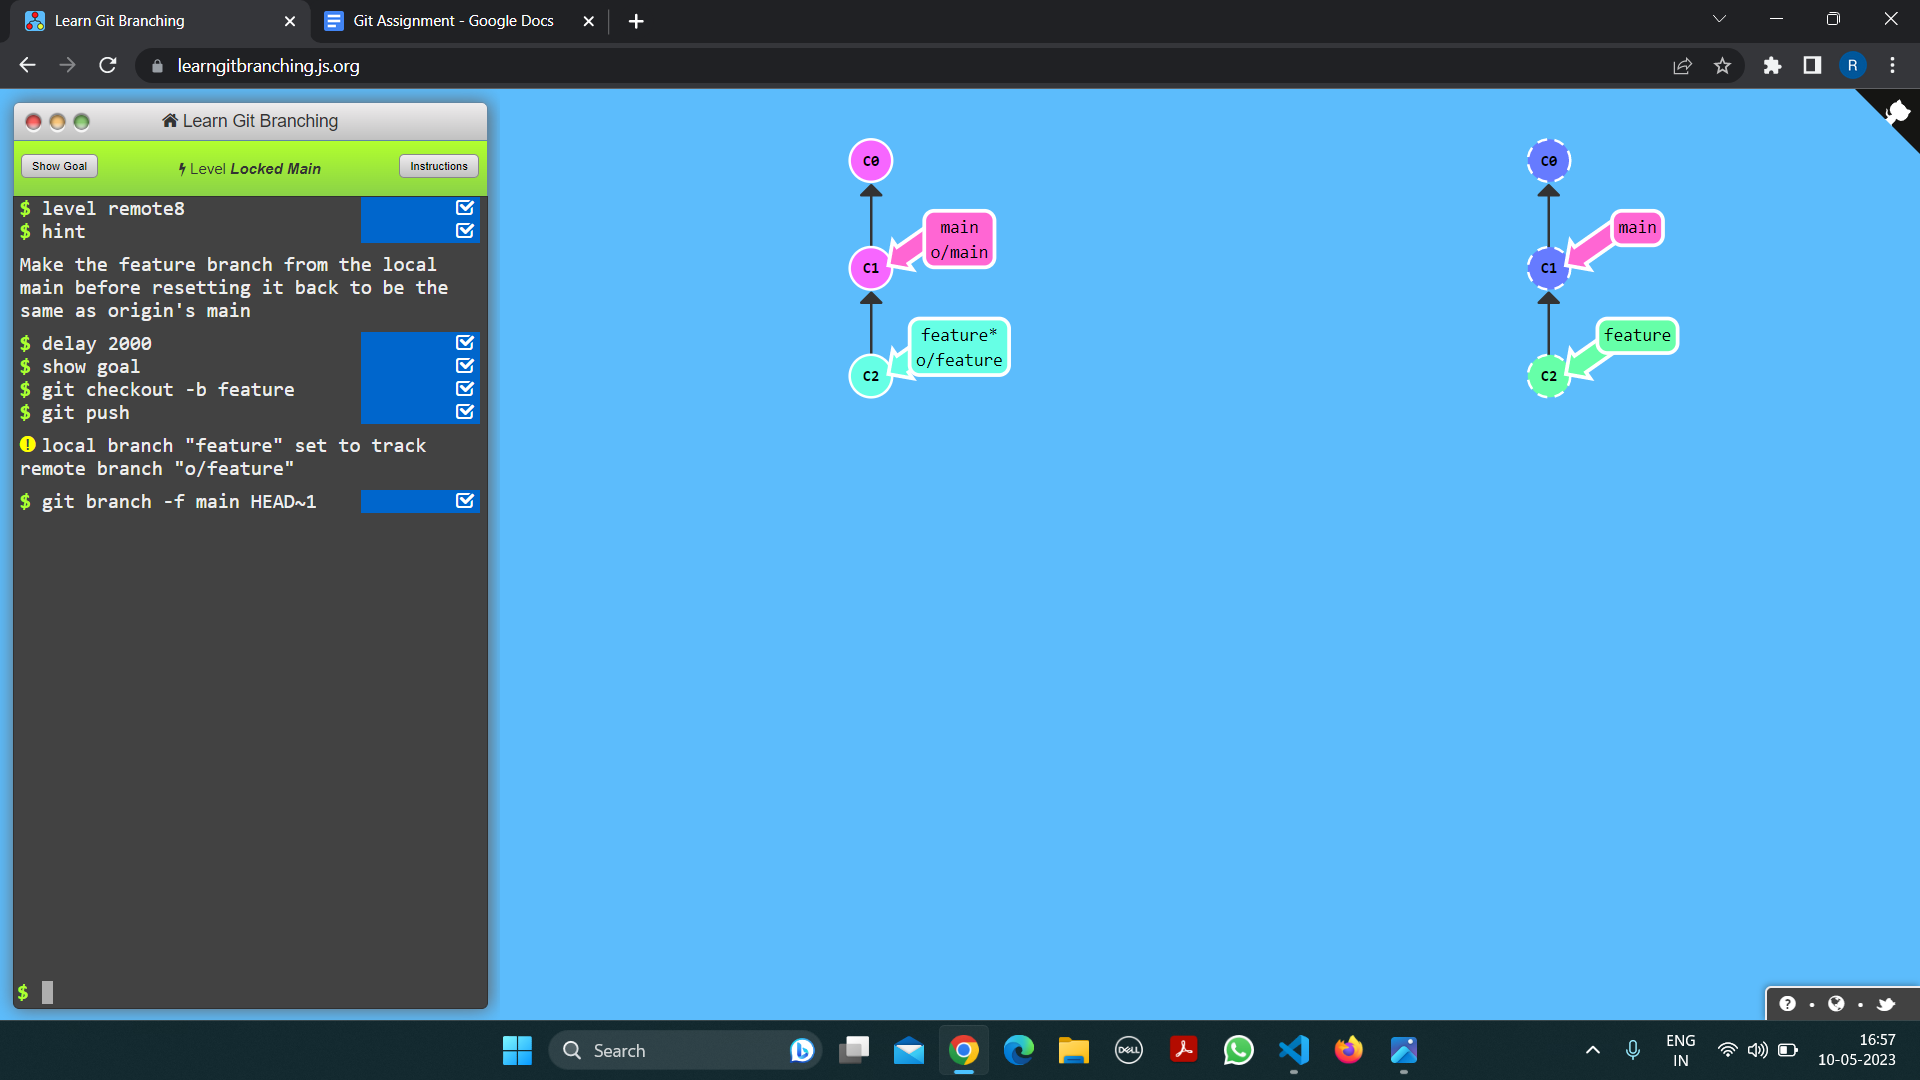 Learn Git Branching
Git Assignment - Google Docs
learngitbranching.js.org
R
Learn Git Branching
Show Goal
Level Locked Main
Instructions
$ level remote8
$ hint
Make the feature branch from the local
main before resetting it back to be the
same as origin's main
$ delay 2000
$ show goal
$ git checkout -b feature
$ git push
local branch "feature" set to track
remote branch "o/feature"
$ git branch -f main HEAD~1
$
C0
main
o/main
C1
feature*
o/feature
C2
C0
main
C1
feature
C2
Search
DELL
ENG
IN
16:57
10-05-2023